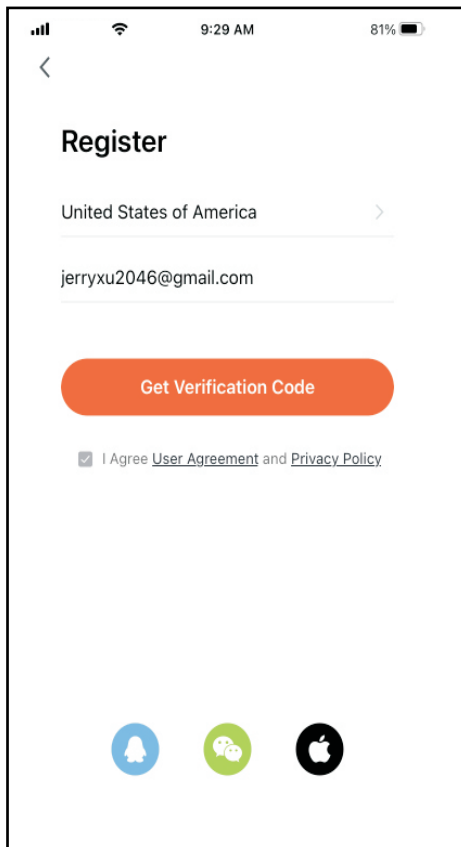 9:29 AM 81%
Register
United States of America
jerryxu2046@gmail.com
Get Verification Code
I Agree User Agreement and Privacy Policy